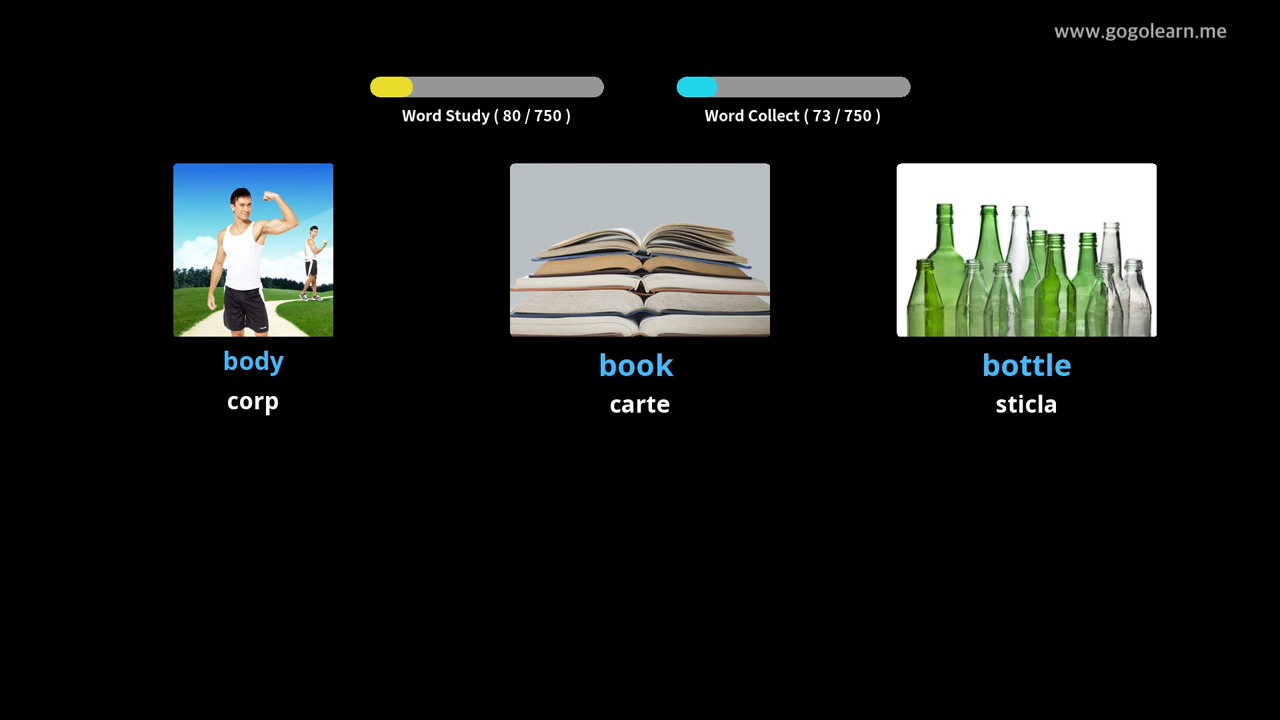 www.gogolearn.me
Word Study ( 80 / 750 )
Word Collect ( 73 / 750 )
body
corp
book
carte
bottle
sticla